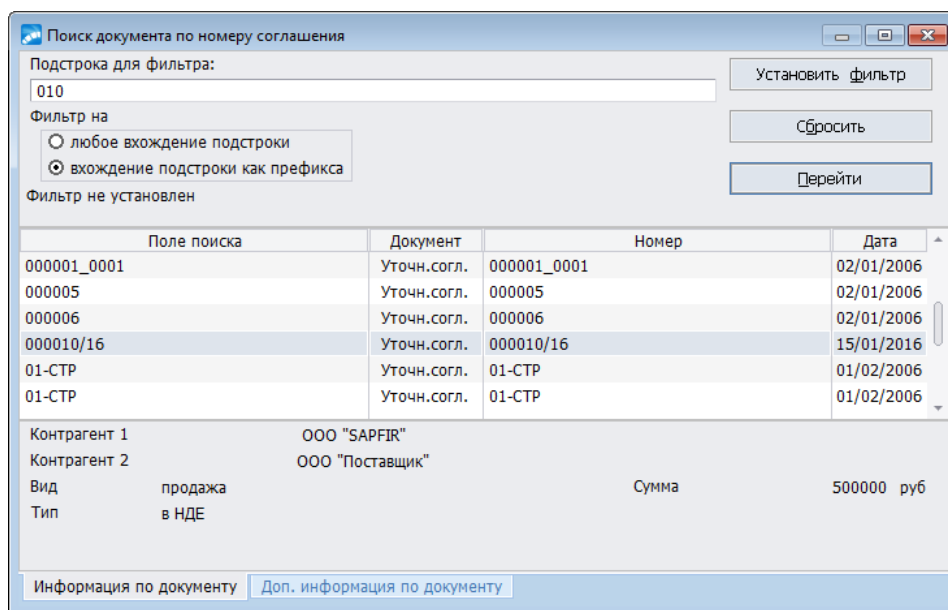 Поиск документа по номеру соглашения
Подстрока для фильтра:
Установить фильтр
010
Фильтр на
Сбросить
любое вхождение подстроки
вхождение подстроки как префикса
Перейти
Фильтр не установлен
Поле поиска Документ Номер Дата
000001_0001 Уточн.согл. 000001_0001 02/01/2006
000005 Уточн.согл. 000005 02/01/2006
000006 Уточн.согл. 000006 02/01/2006
000010/16 Уточн.согл. 000010/16 15/01/2016
01-СТР Уточн.согл. 01-СТР 01/02/2006
01-СТР Уточн.согл. 01-СТР 01/02/2006
Контрагент 1 ООО "SAPFIR"
Контрагент 2 ООО "Поставщик"
Вид продажа Сумма 500000 руб
Тип в НДЕ
Информация по документу Доп. информация по документу